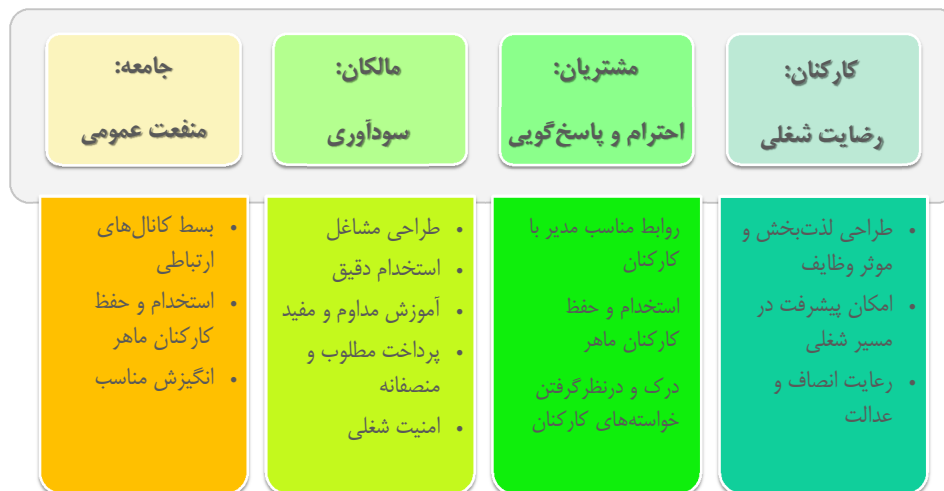 کارکنان:
رضایت شغلی
• طراحی لذت‌بخش و
موثر وظایف
• امکان پیشرفت در
مسیر شغلی
• رعایت انصاف و
عدالت
مشتریان:
احترام و پاسخ‌گویی
روابط مناسب مدیر با
کارکنان
استخدام و حفظ
کارکنان ماهر
درک و درنظرگرفتن
خواسته‌های کارکنان
مالکان:
سودآوری
• طراحی مشاغل
• استخدام دقیق
• آموزش مداوم و مفید
• پرداخت مطلوب و
منصفانه
• امنیت شغلی
جامعه:
منفعت عمومی
• بسط کانال‌های
ارتباطی
• استخدام و حفظ
کارکنان ماهر
• انگیزش مناسب